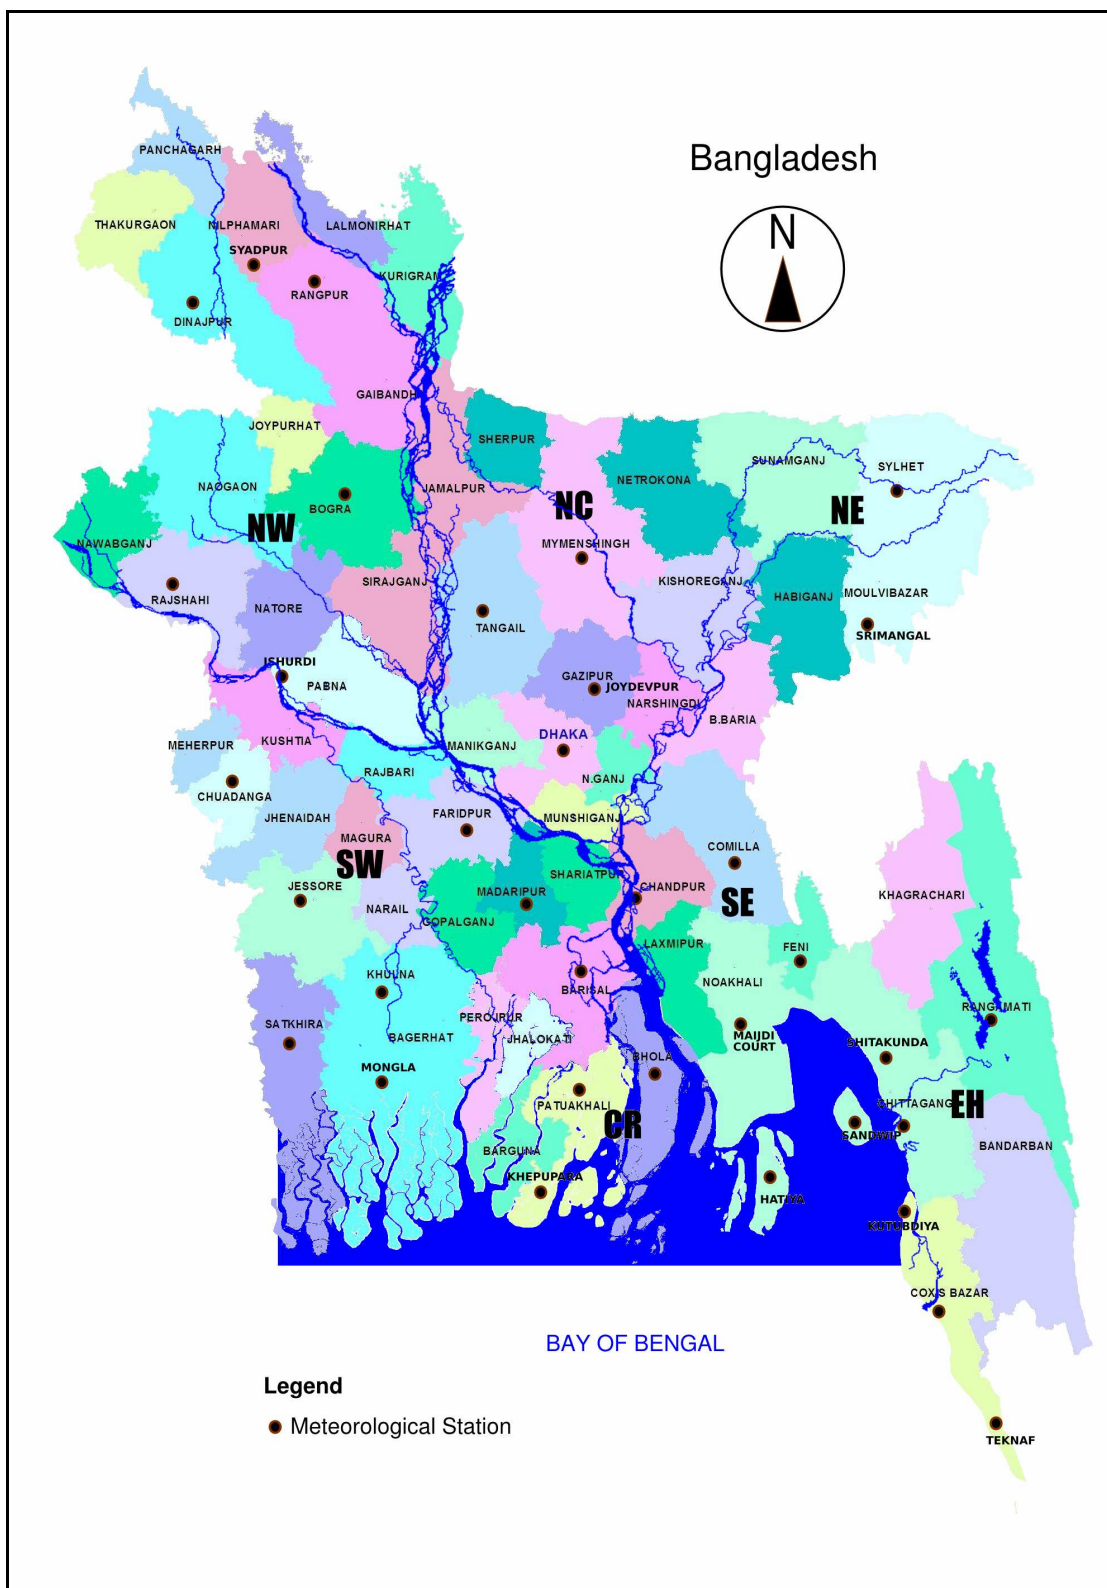 Bangladesh
N
PANCHAGARH
THAKURGAON
NILPHAMARI
LALMONIRHAT
SYADPUR
KURIGRAM
RANGPUR
DINAJPUR
GAIBANDH
JOYPURHAT
SHERPUR
SUNAMGANJ
SYLHET
NAOGAON
JAMALPUR
NETROKONA
BOGRA
NW
NC
NE
NAWABGANJ
MYMENSHINGH
SIRAJGANJ
KISHOREGANJ
RAJSHAHI
HABIGANJ
MOULVIBAZAR
NATORE
TANGAIL
SRIMANGAL
ISHURDI
PABNA
GAZIPUR
JOYDEVPUR
NARSHINGDI
B.BARIA
MEHERPUR
KUSHTIA
MANIKGANJ
DHAKA
RAJBARI
N.GANJ
CHUADANGA
JHENAIDAH
FARIDPUR
MUNSHIGANJ
MAGURA
COMILLA
SW
SHARIATPUR
JESSORE
MADARIPUR
CHANDPUR
KHAGRACHARI
NARAIL
SE
GOPALGANJ
LAXMIPUR
FENI
KHULNA
BARISAL
NOAKHALI
RANGAMATI
SATKHIRA
PEROJPUR
BAGERHAT
JHALOKATI
MAIJDI
COURT
SHITAKUNDA
BHOLA
MONGLA
PATUAKHALI
CHITTAGANG
EH
CR
SANDWIP
BANDARBAN
BARGUNA
KHEPUPARA
HATIYA
KUTUBDIYA
COX'S BAZAR
BAY OF BENGAL
Legend
Meteorological Station
TEKNAF